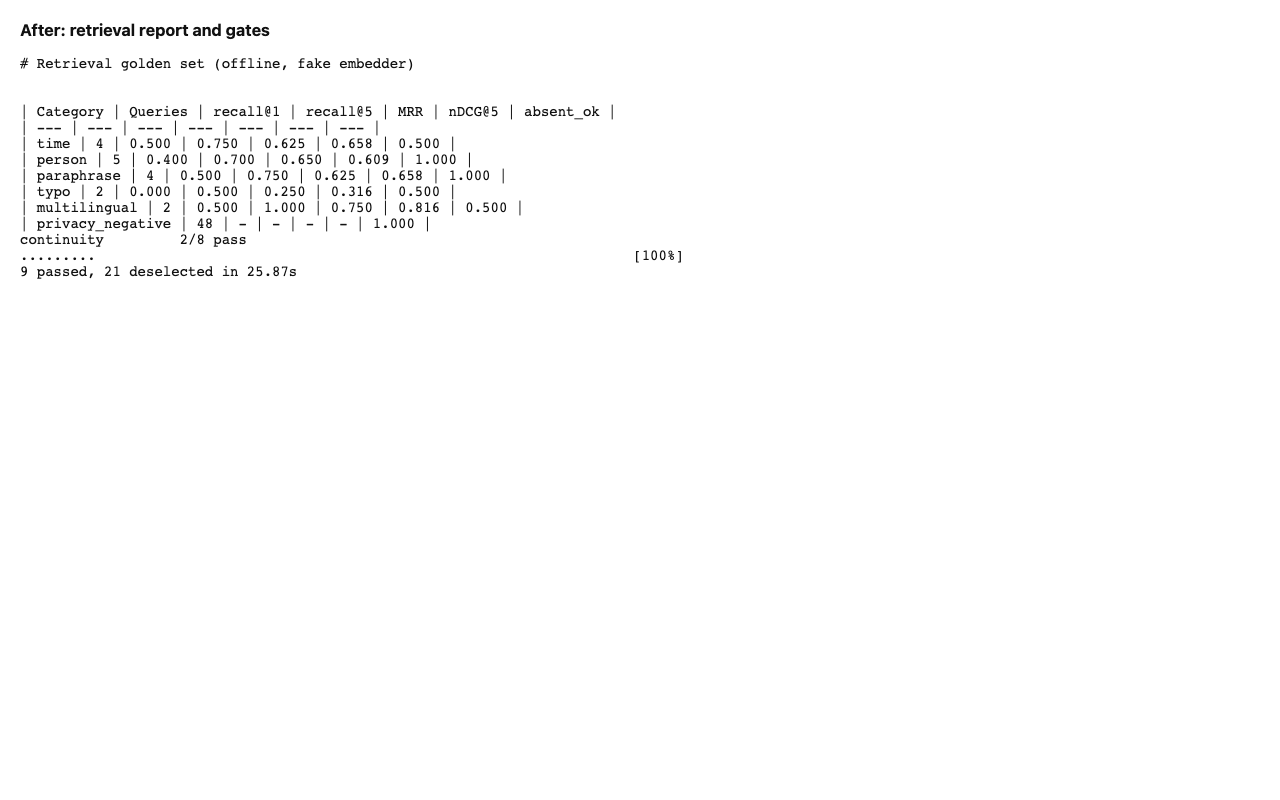 After: retrieval report and gates
# Retrieval golden set (offline, fake embedder)
| Category | Queries | recall@1 | recall@5 | MRR | nDCG@5 | absent_ok |
| --- | --- | --- | --- | --- | --- | --- |
| time | 4 | 0.500 | 0.750 | 0.625 | 0.658 | 0.500 |
| person | 5 | 0.400 | 0.700 | 0.650 | 0.609 | 1.000 |
| paraphrase | 4 | 0.500 | 0.750 | 0.625 | 0.658 | 1.000 |
| typo | 2 | 0.000 | 0.500 | 0.250 | 0.316 | 0.500 |
| multilingual | 2 | 0.500 | 1.000 | 0.750 | 0.816 | 0.500 |
| privacy_negative | 48 | - | - | - | - | 1.000 |
continuity         2/8 pass
.........                                                                [100%]
9 passed, 21 deselected in 25.87s